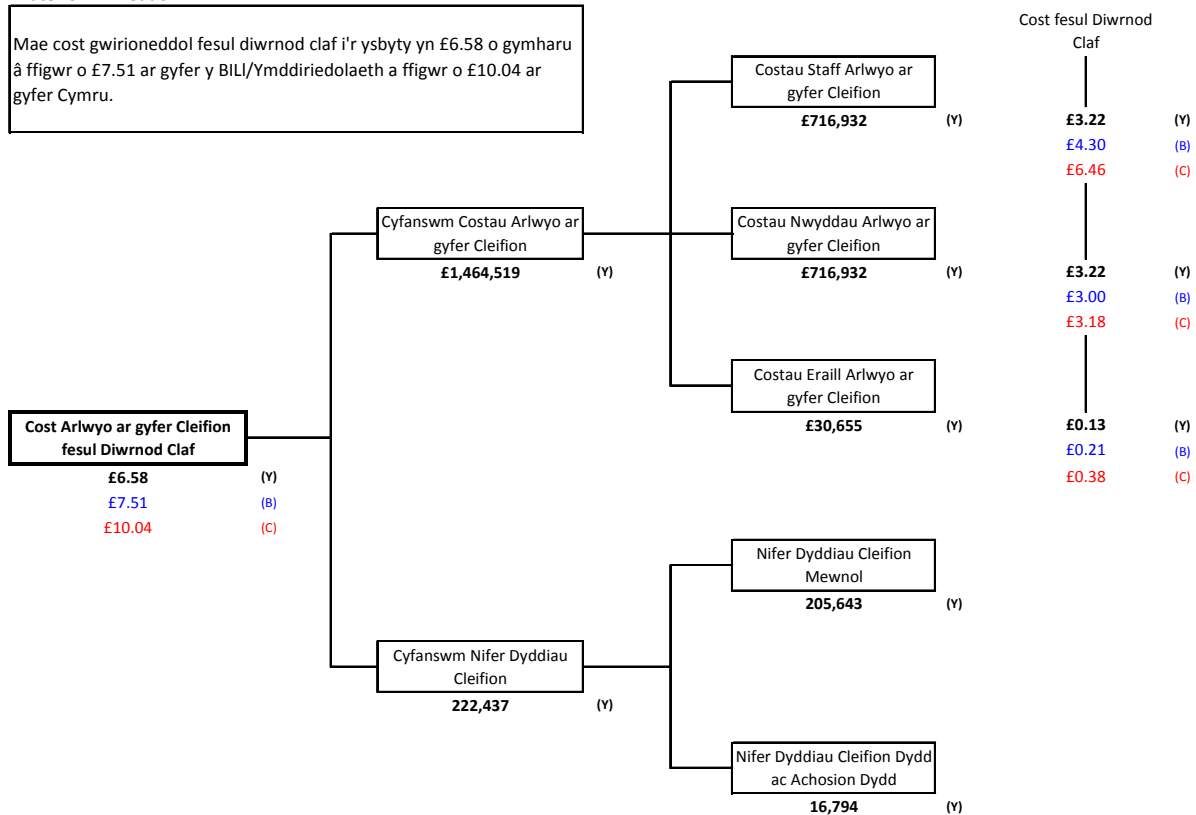 Mae cost gwirioneddol fesul diwrnod claf i'r ysbyty yn £6.58 o gymharu
â ffigwr o £7.51 ar gyfer y BILl/Ymddiriedolaeth a ffigwr o £10.04 ar
gyfer Cymru.
Cost fesul Diwrnod
Claf
Costau Staff Arlwyo ar
gyfer Cleifion
£716,932 (Y)
£3.22 (Y)
£4.30 (B)
£6.46 (C)
Cyfanswm Costau Arlwyo ar
gyfer Cleifion
£1,464,519 (Y)
Costau Nwyddau Arlwyo ar
gyfer Cleifion
£716,932 (Y)
£3.22 (Y)
£3.00 (B)
£3.18 (C)
Costau Eraill Arlwyo ar
gyfer Cleifion
£30,655 (Y)
£0.13 (Y)
£0.21 (B)
£0.38 (C)
Cost Arlwyo ar gyfer Cleifion
fesul Diwrnod Claf
£6.58 (Y)
£7.51 (B)
£10.04 (C)
Nifer Dyddiau Cleifion
Mewnol
205,643 (Y)
Cyfanswm Nifer Dyddiau
Cleifion
222,437 (Y)
Nifer Dyddiau Cleifion Dydd
ac Achosion Dydd
16,794 (Y)